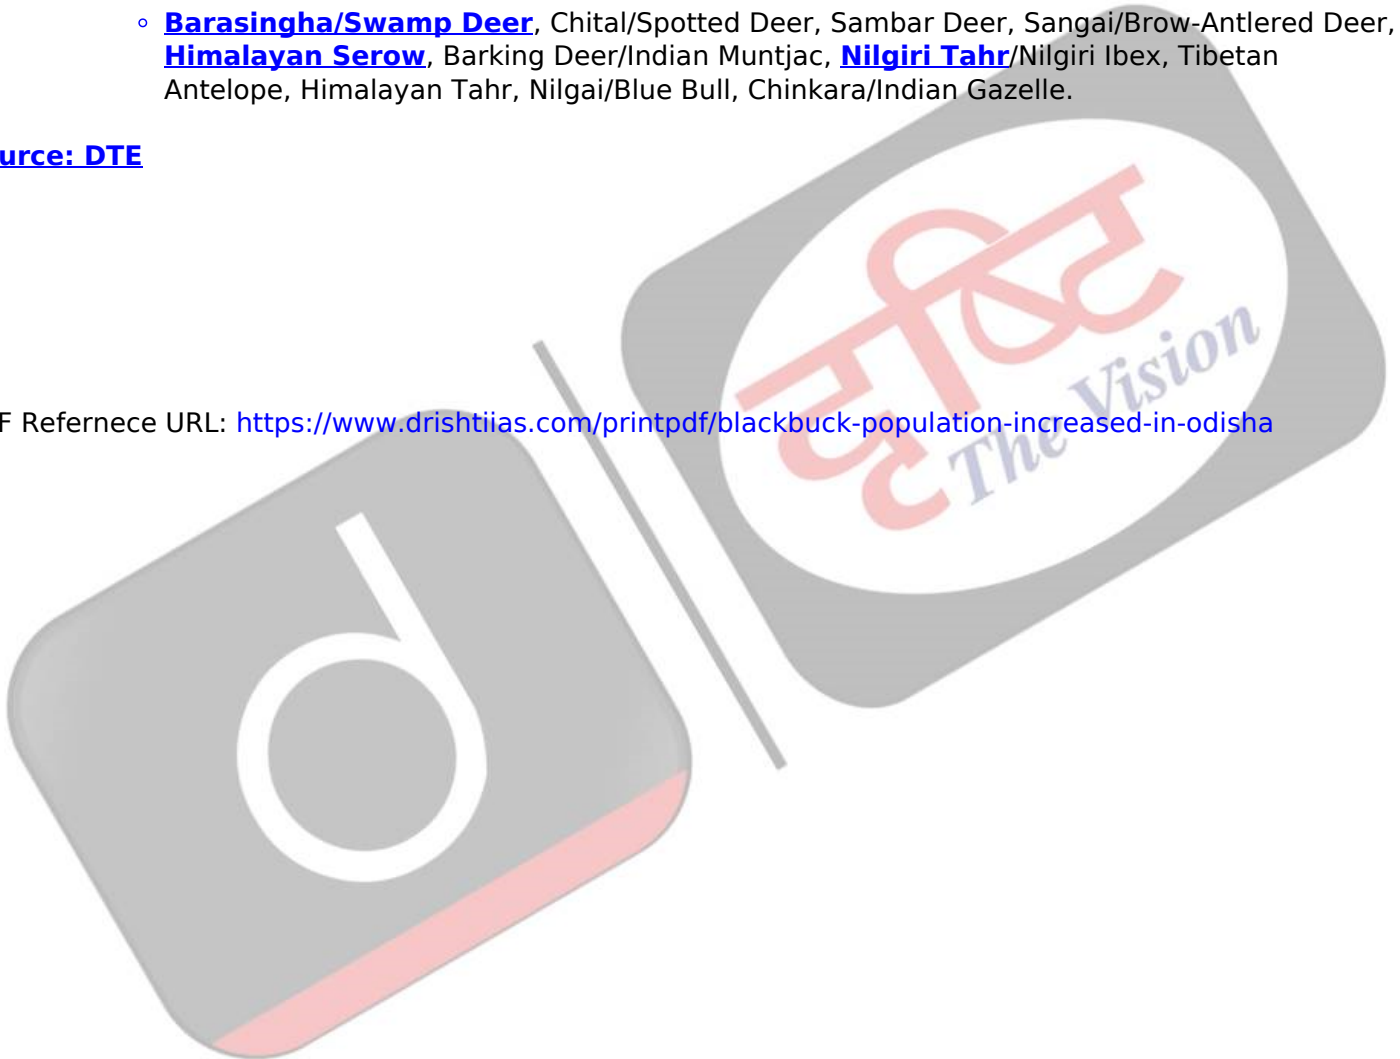 Barasingha/Swamp Deer, Chital/Spotted Deer, Sambar Deer, Sangai/Brow-Antlered Deer,
Himalayan Serow, Barking Deer/Indian Muntjac, Nilgiri Tahr/Nilgiri Ibex, Tibetan
Antelope, Himalayan Tahr, Nilgai/Blue Bull, Chinkara/Indian Gazelle.
urce: DTE
दृष्टि
The Vision
F Refernece URL: https://www.drishtiias.com/printpdf/blackbuck-population-increased-in-odisha
d